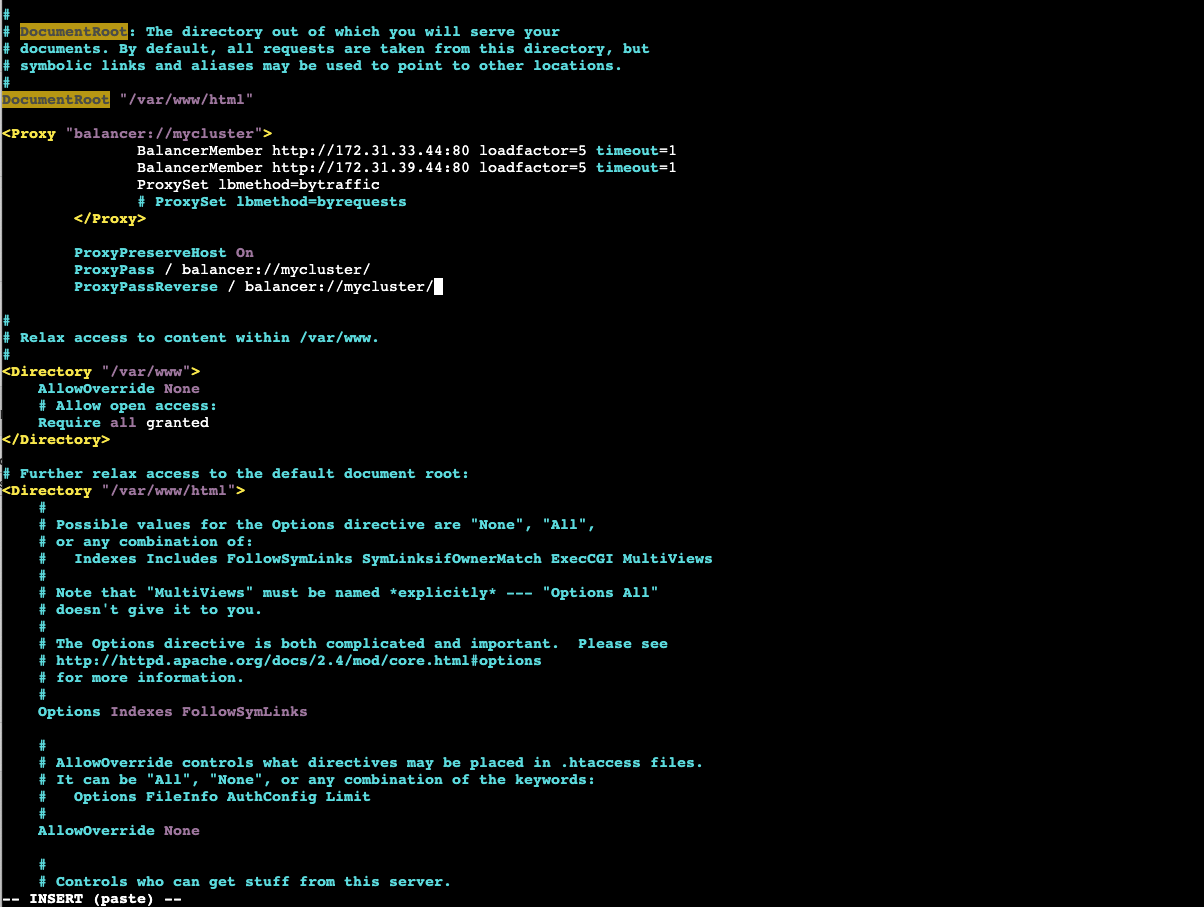 #
# DocumentRoot: The directory out of which you will serve your
# documents. By default, all requests are taken from this directory, but
# symbolic links and aliases may be used to point to other locations.
#
DocumentRoot "/var/www/html"
<Proxy "balancer://mycluster">
BalancerMember http://172.31.33.44:80 loadfactor=5 timeout=1
BalancerMember http://172.31.39.44:80 loadfactor=5 timeout=1
ProxySet lbmethod=bytraffic
# ProxySet lbmethod=byrequests
</Proxy>
ProxyPreserveHost On
ProxyPass / balancer://mycluster/
ProxyPassReverse / balancer://mycluster/
#
# Relax access to content within /var/www.
#
<Directory "/var/www">
AllowOverride None
# Allow open access:
Require all granted
</Directory>
# Further relax access to the default document root:
<Directory "/var/www/html">
#
# Possible values for the Options directive are "None", "All",
# or any combination of:
#   Indexes Includes FollowSymLinks SymLinksifOwnerMatch ExecCGI MultiViews
#
# Note that "MultiViews" must be named *explicitly* --- "Options All"
# doesn't give it to you.
#
# The Options directive is both complicated and important.  Please see
# http://httpd.apache.org/docs/2.4/mod/core.html#options
# for more information.
#
Options Indexes FollowSymLinks
#
# AllowOverride controls what directives may be placed in .htaccess files.
# It can be "All", "None", or any combination of the keywords:
#   Options FileInfo AuthConfig Limit
#
AllowOverride None
#
# Controls who can get stuff from this server.
-- INSERT (paste) --